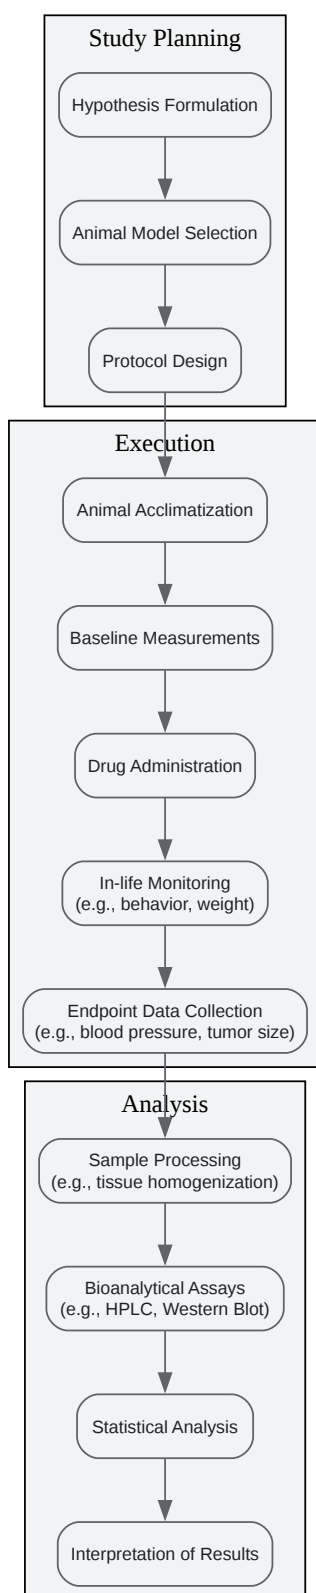 Study Planning
Hypothesis Formulation
Animal Model Selection
Protocol Design
Execution
Animal Acclimatization
Baseline Measurements
Drug Administration
In-life Monitoring
(e.g., behavior, weight)
Endpoint Data Collection
(e.g., blood pressure, tumor size)
Analysis
Sample Processing
(e.g., tissue homogenization)
Bioanalytical Assays
(e.g., HPLC, Western Blot)
Statistical Analysis
Interpretation of Results